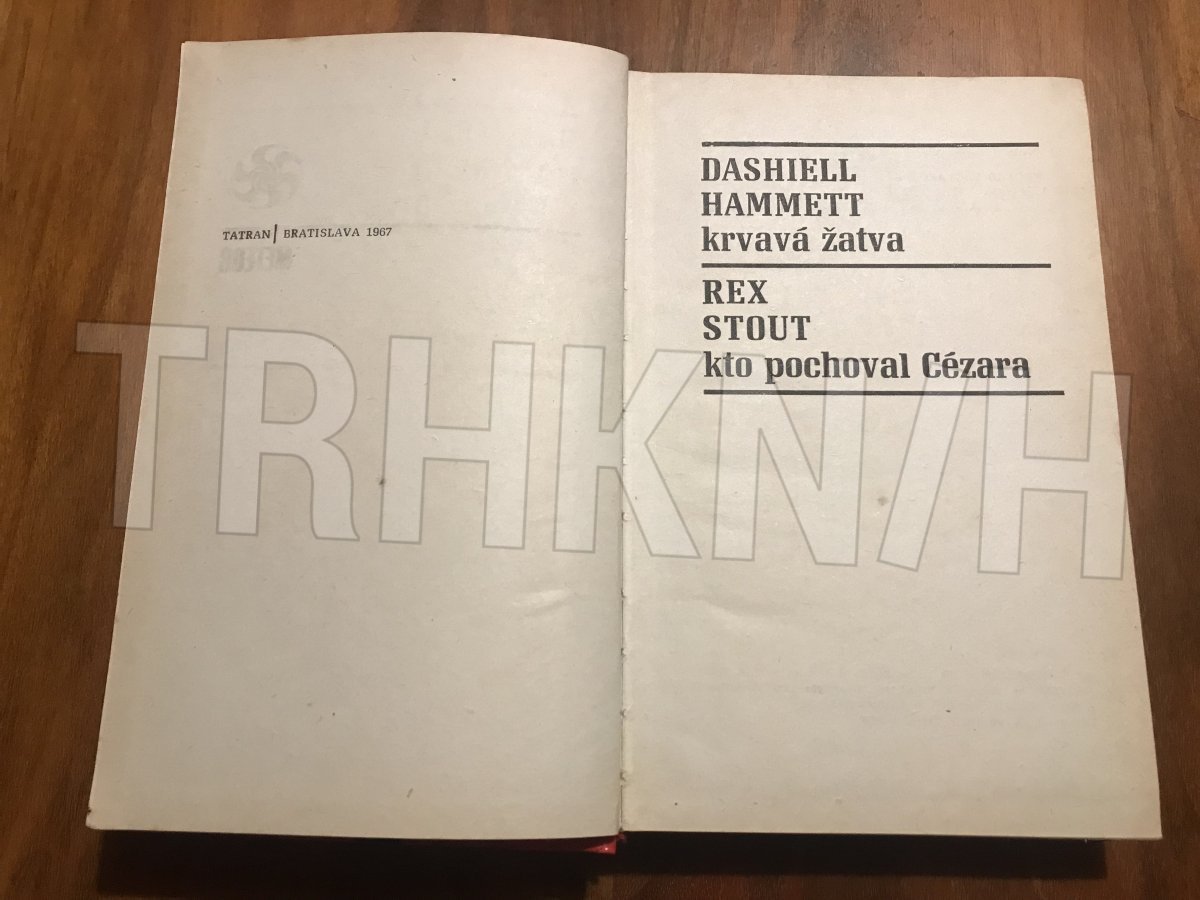 TATRAN | BRATISLAVA 1967
DASHIELL
HAMMETT
krvavá žatva
REX
STOUT
kto pochoval Cézara
TRHKNIH